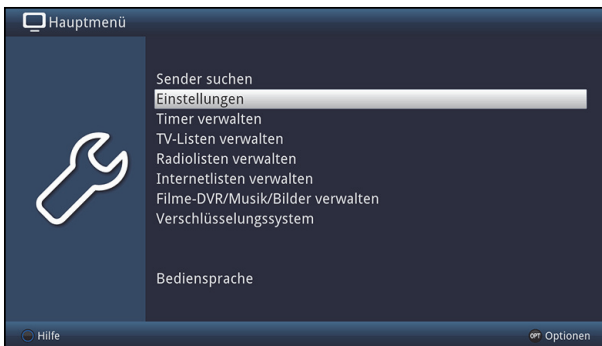 Hauptmenü
Sender suchen
Einstellungen
Timer verwalten
TV-Listen verwalten
Radiolisten verwalten
Internetlisten verwalten
Filme-DVR/Musik/Bilder verwalten
Verschlüsselungssystem
Bediensprache
Hilfe
OPT Optionen